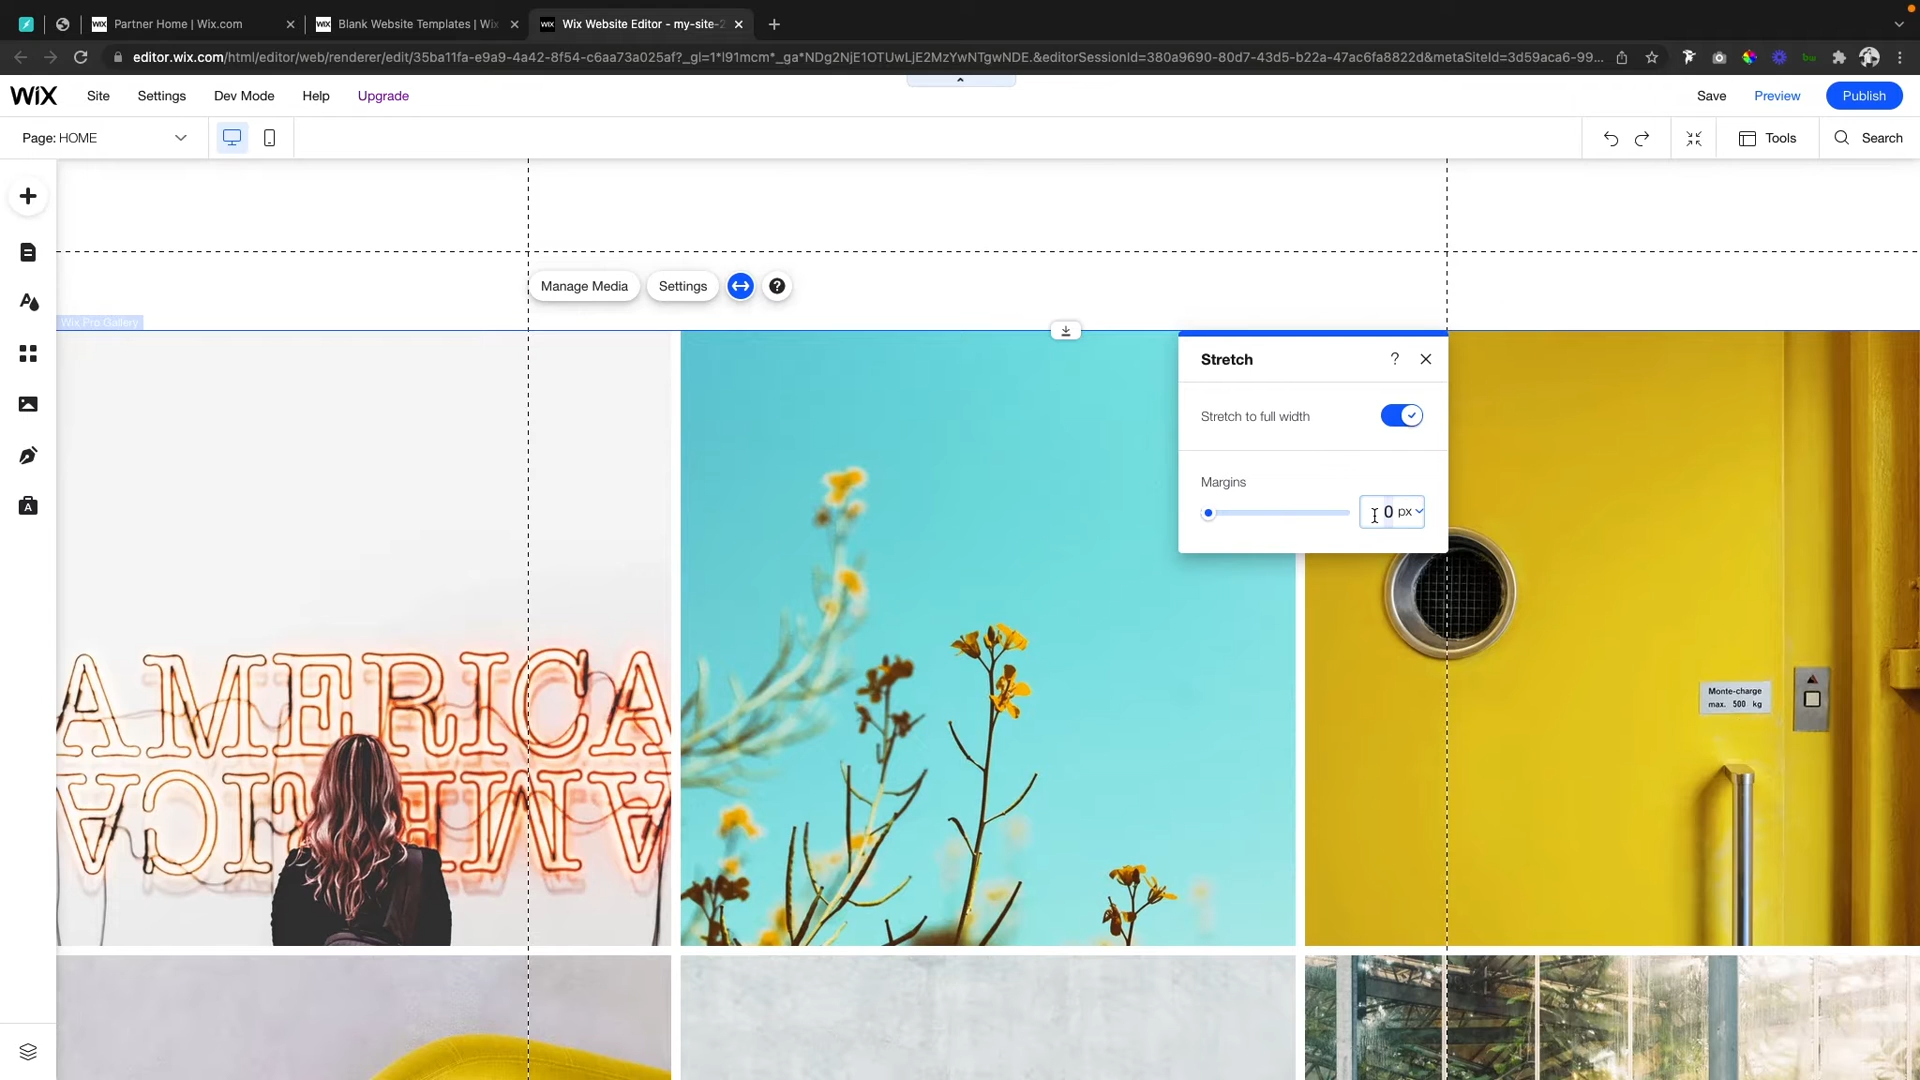 Partner Home | Wix.com
Blank Website Templates | Wix
Wix Website Editor - my-site-2
editor.wix.com/html/editor/web/renderer/edit/35ba11fa-e9a9-4a42-8f54-c6aa73a025af?_gl=1*l91mcm*_ga*NDg2NjE1OTUwLjE2MzYwNTgwNDE.&editorSessionId=380a9690-80d7-43d5-b22a-47ac6fa8822d&metaSiteId=3d59aca6-99...
WIX Site Settings Dev Mode Help Upgrade Save Preview Publish
Page: HOME Tools Search
Manage Media Settings
Wix Pro Gallery
Stretch
Stretch to full width
Margins
0 px
AMERICA
Monte-charge
max. 500 kg